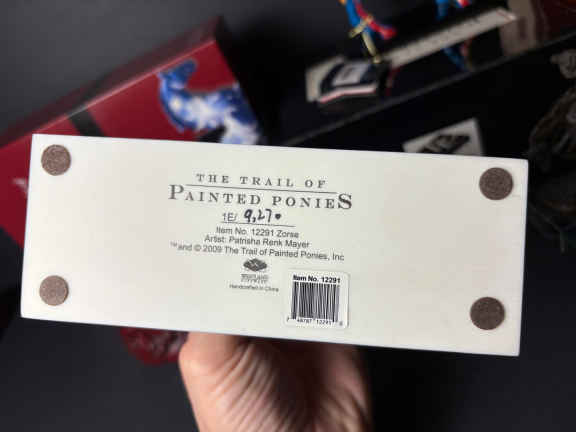 THE TRAIL OF
PAINTED PONIES
1E/ 9,270
Item No. 12291 Zorse
Artist: Patrisha Renk Mayer
™and © 2009 The Trail of Painted Ponies, Inc
Handcrafted in China
Item No. 12291